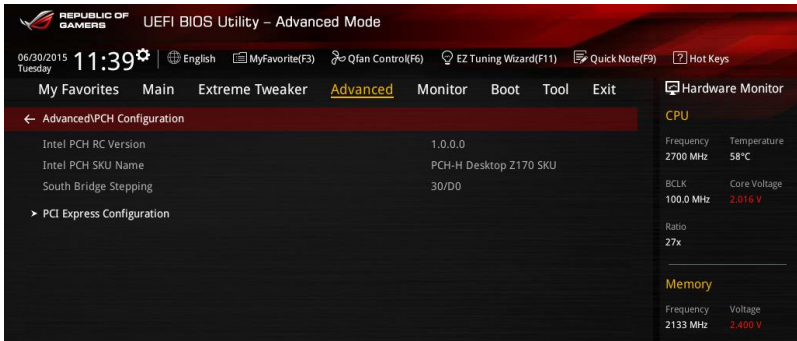 REPUBLIC OF
GAMERS
UEFI BIOS Utility – Advanced Mode
06/30/2015
Tuesday
11:39
English
MyFavorite(F3)
Qfan Control(F6)
EZ Tuning Wizard(F11)
Quick Note(F9)
? Hot Keys
My Favorites
Main
Extreme Tweaker
Advanced
Monitor
Boot
Tool
Exit
← Advanced\PCH Configuration
Intel PCH RC Version 1.0.0.0
Intel PCH SKU Name PCH-H Desktop Z170 SKU
South Bridge Stepping 30/D0
> PCI Express Configuration
Hardware Monitor
CPU
Frequency Temperature
2700 MHz 58°C
BCLK Core Voltage
100.0 MHz 2.016 V
Ratio
27x
Memory
Frequency Voltage
2133 MHz 2.400 V